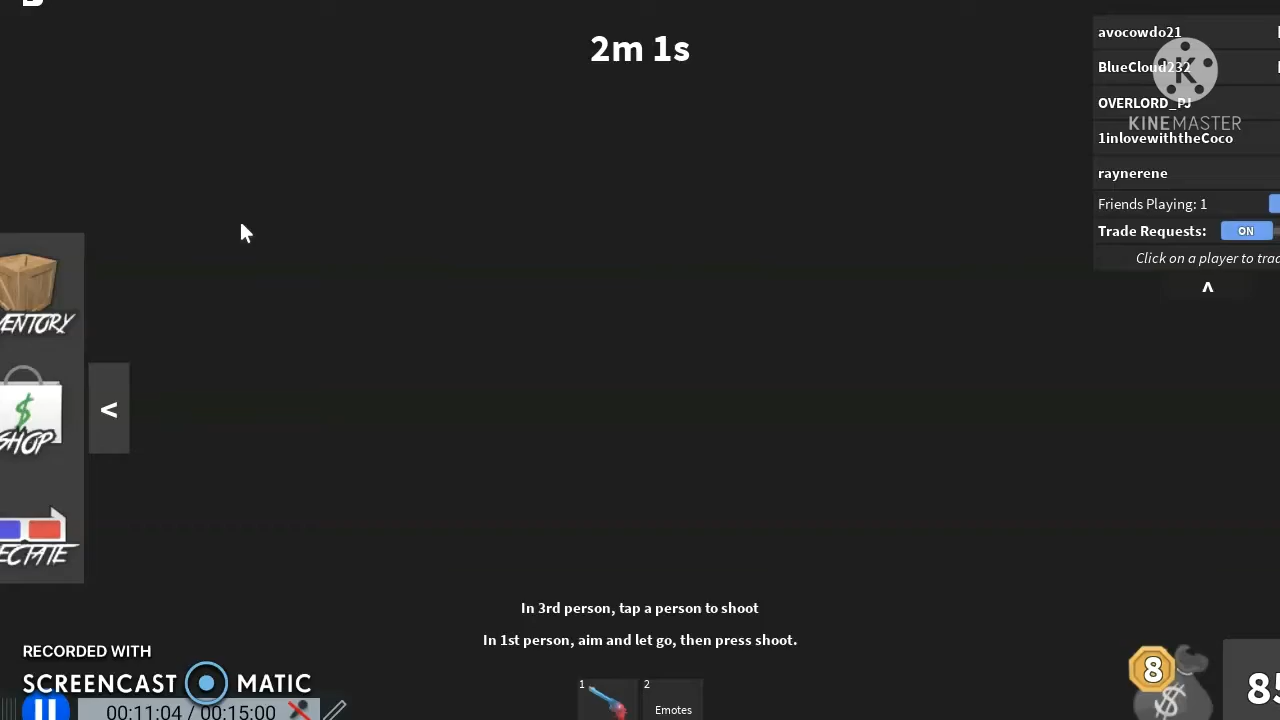 2m 1s
avocowdo21
BlueCloud232
OVERLORD_PJ
K
KINEMASTER
1inlovewiththeCoco
raynerene
Friends Playing: 1
Trade Requests: ON
Click on a player to trad
^
VENTORY
<
$
SHOP
ECTATE
In 3rd person, tap a person to shoot
In 1st person, aim and let go, then press shoot.
RECORDED WITH
SCREENCAST MATIC
00:11:04 / 00:15:00
1
2
Emotes
8
$
85